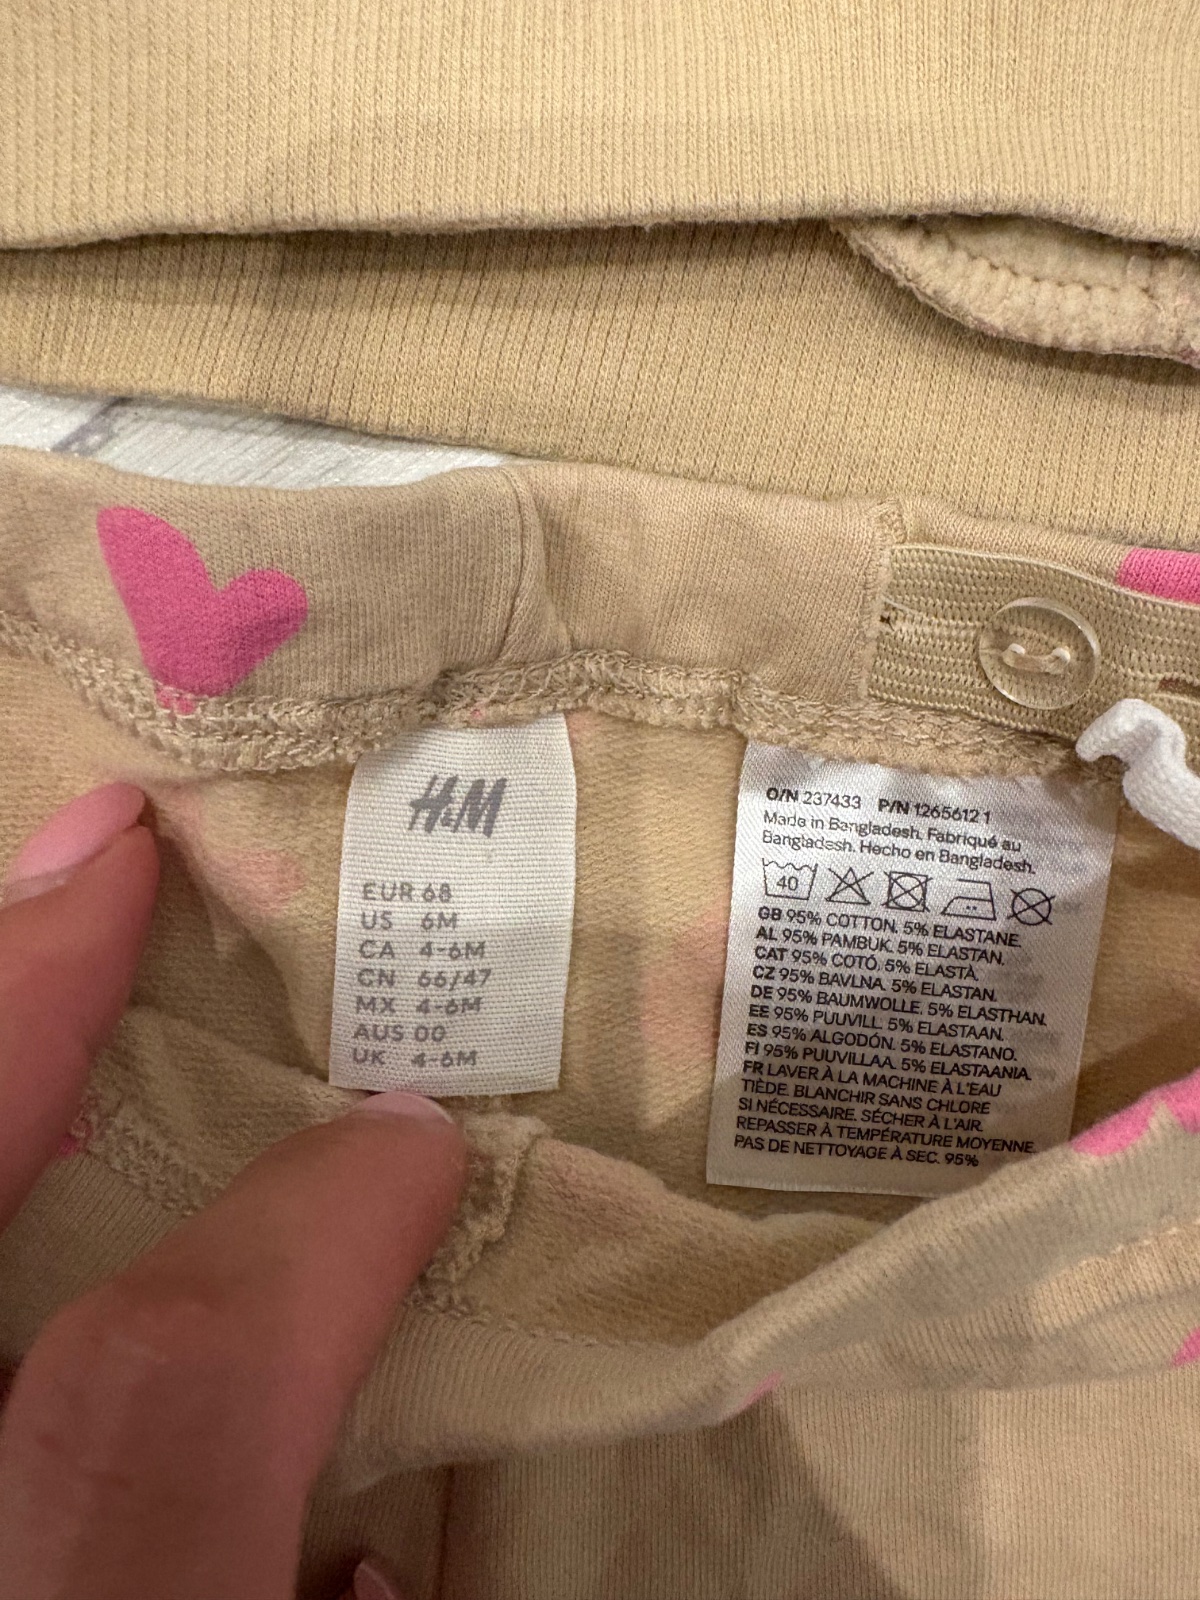 H&M
EUR 68
US 6M
CA 4-6M
CN 66/47
MX 4-6M
AUS 00
UK 4-6M
O/N 237433 P/N 1265612 1
Made in Bangladesh. Fabriqué au
Bangladesh. Hecho en Bangladesh.
40
GB 95% COTTON. 5% ELASTANE.
AL 95% PAMBUK. 5% ELASTAN.
CAT 95% COTÓ. 5% ELASTÀ.
CZ 95% BAVLNA. 5% ELASTAN.
DE 95% BAUMWOLLE. 5% ELASTHAN.
EE 95% PUUVILL. 5% ELASTAAN.
ES 95% ALGODÓN. 5% ELASTANO.
FI 95% PUUVILLAA. 5% ELASTAANIA.
FR LAVER À LA MACHINE À L'EAU
TIÈDE. BLANCHIR SANS CHLORE
SI NÉCESSAIRE. SÉCHER À L'AIR.
REPASSER À TEMPÉRATURE MOYENNE.
PAS DE NETTOYAGE À SEC. 95%